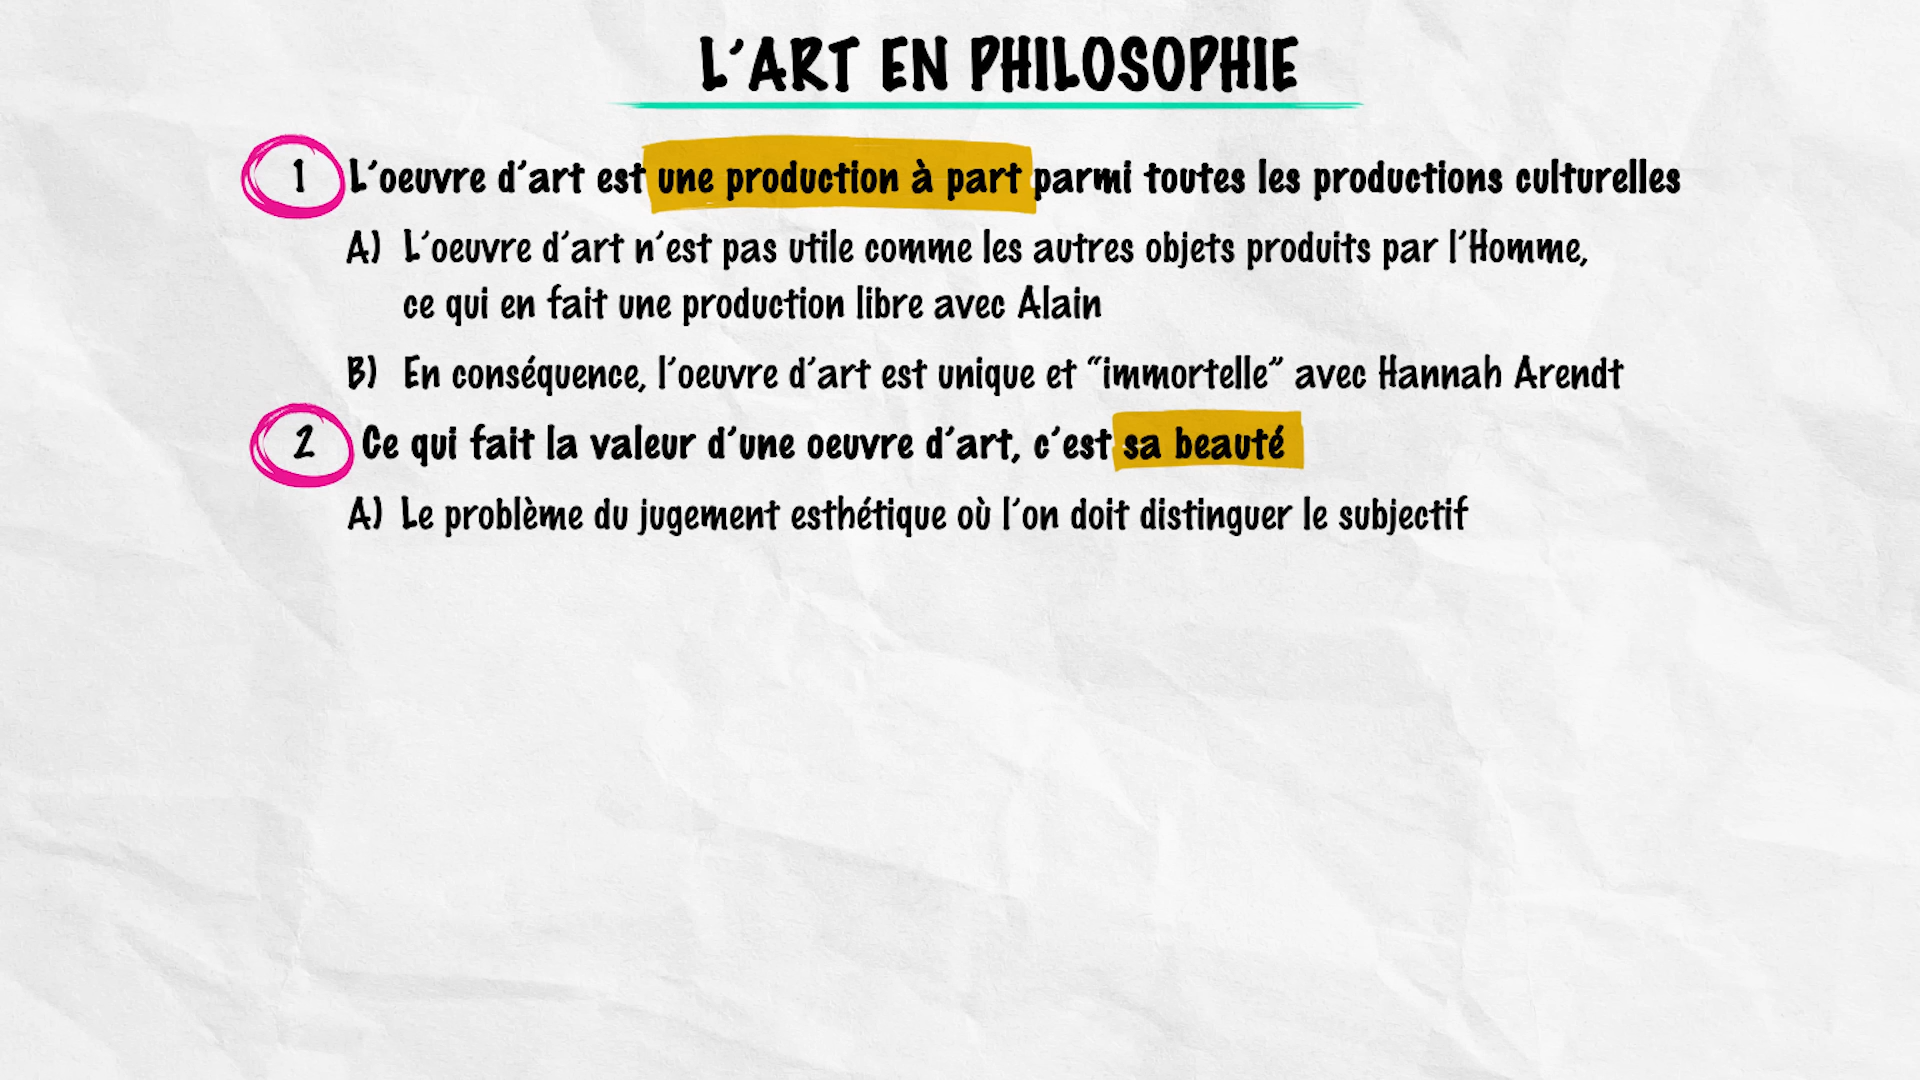 L’ART EN PHILOSOPHIE
1 L’oeuvre d’art est une production à part parmi toutes les productions culturelles
A) L’oeuvre d’art n’est pas utile comme les autres objets produits par l’Homme,
ce qui en fait une production libre avec Alain
B) En conséquence, l’oeuvre d’art est unique et “immortelle” avec Hannah Arendt
2 Ce qui fait la valeur d’une oeuvre d’art, c’est sa beauté
A) Le problème du jugement esthétique où l’on doit distinguer le subjectif